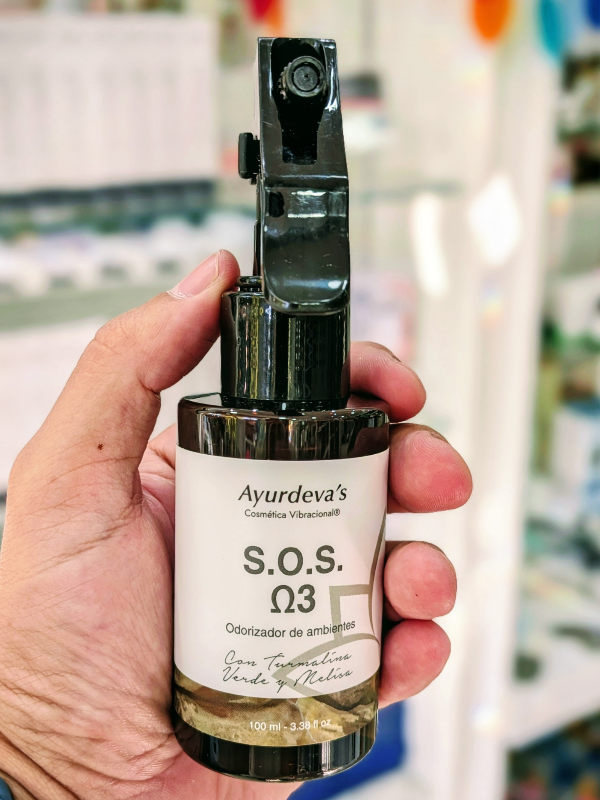 Ayurdeva's
Cosmética Vibracional®
S.O.S.
Ω3
Odorizador de ambientes
Con Turmalina
Verde y Melisa
100 ml - 3.38 fl oz